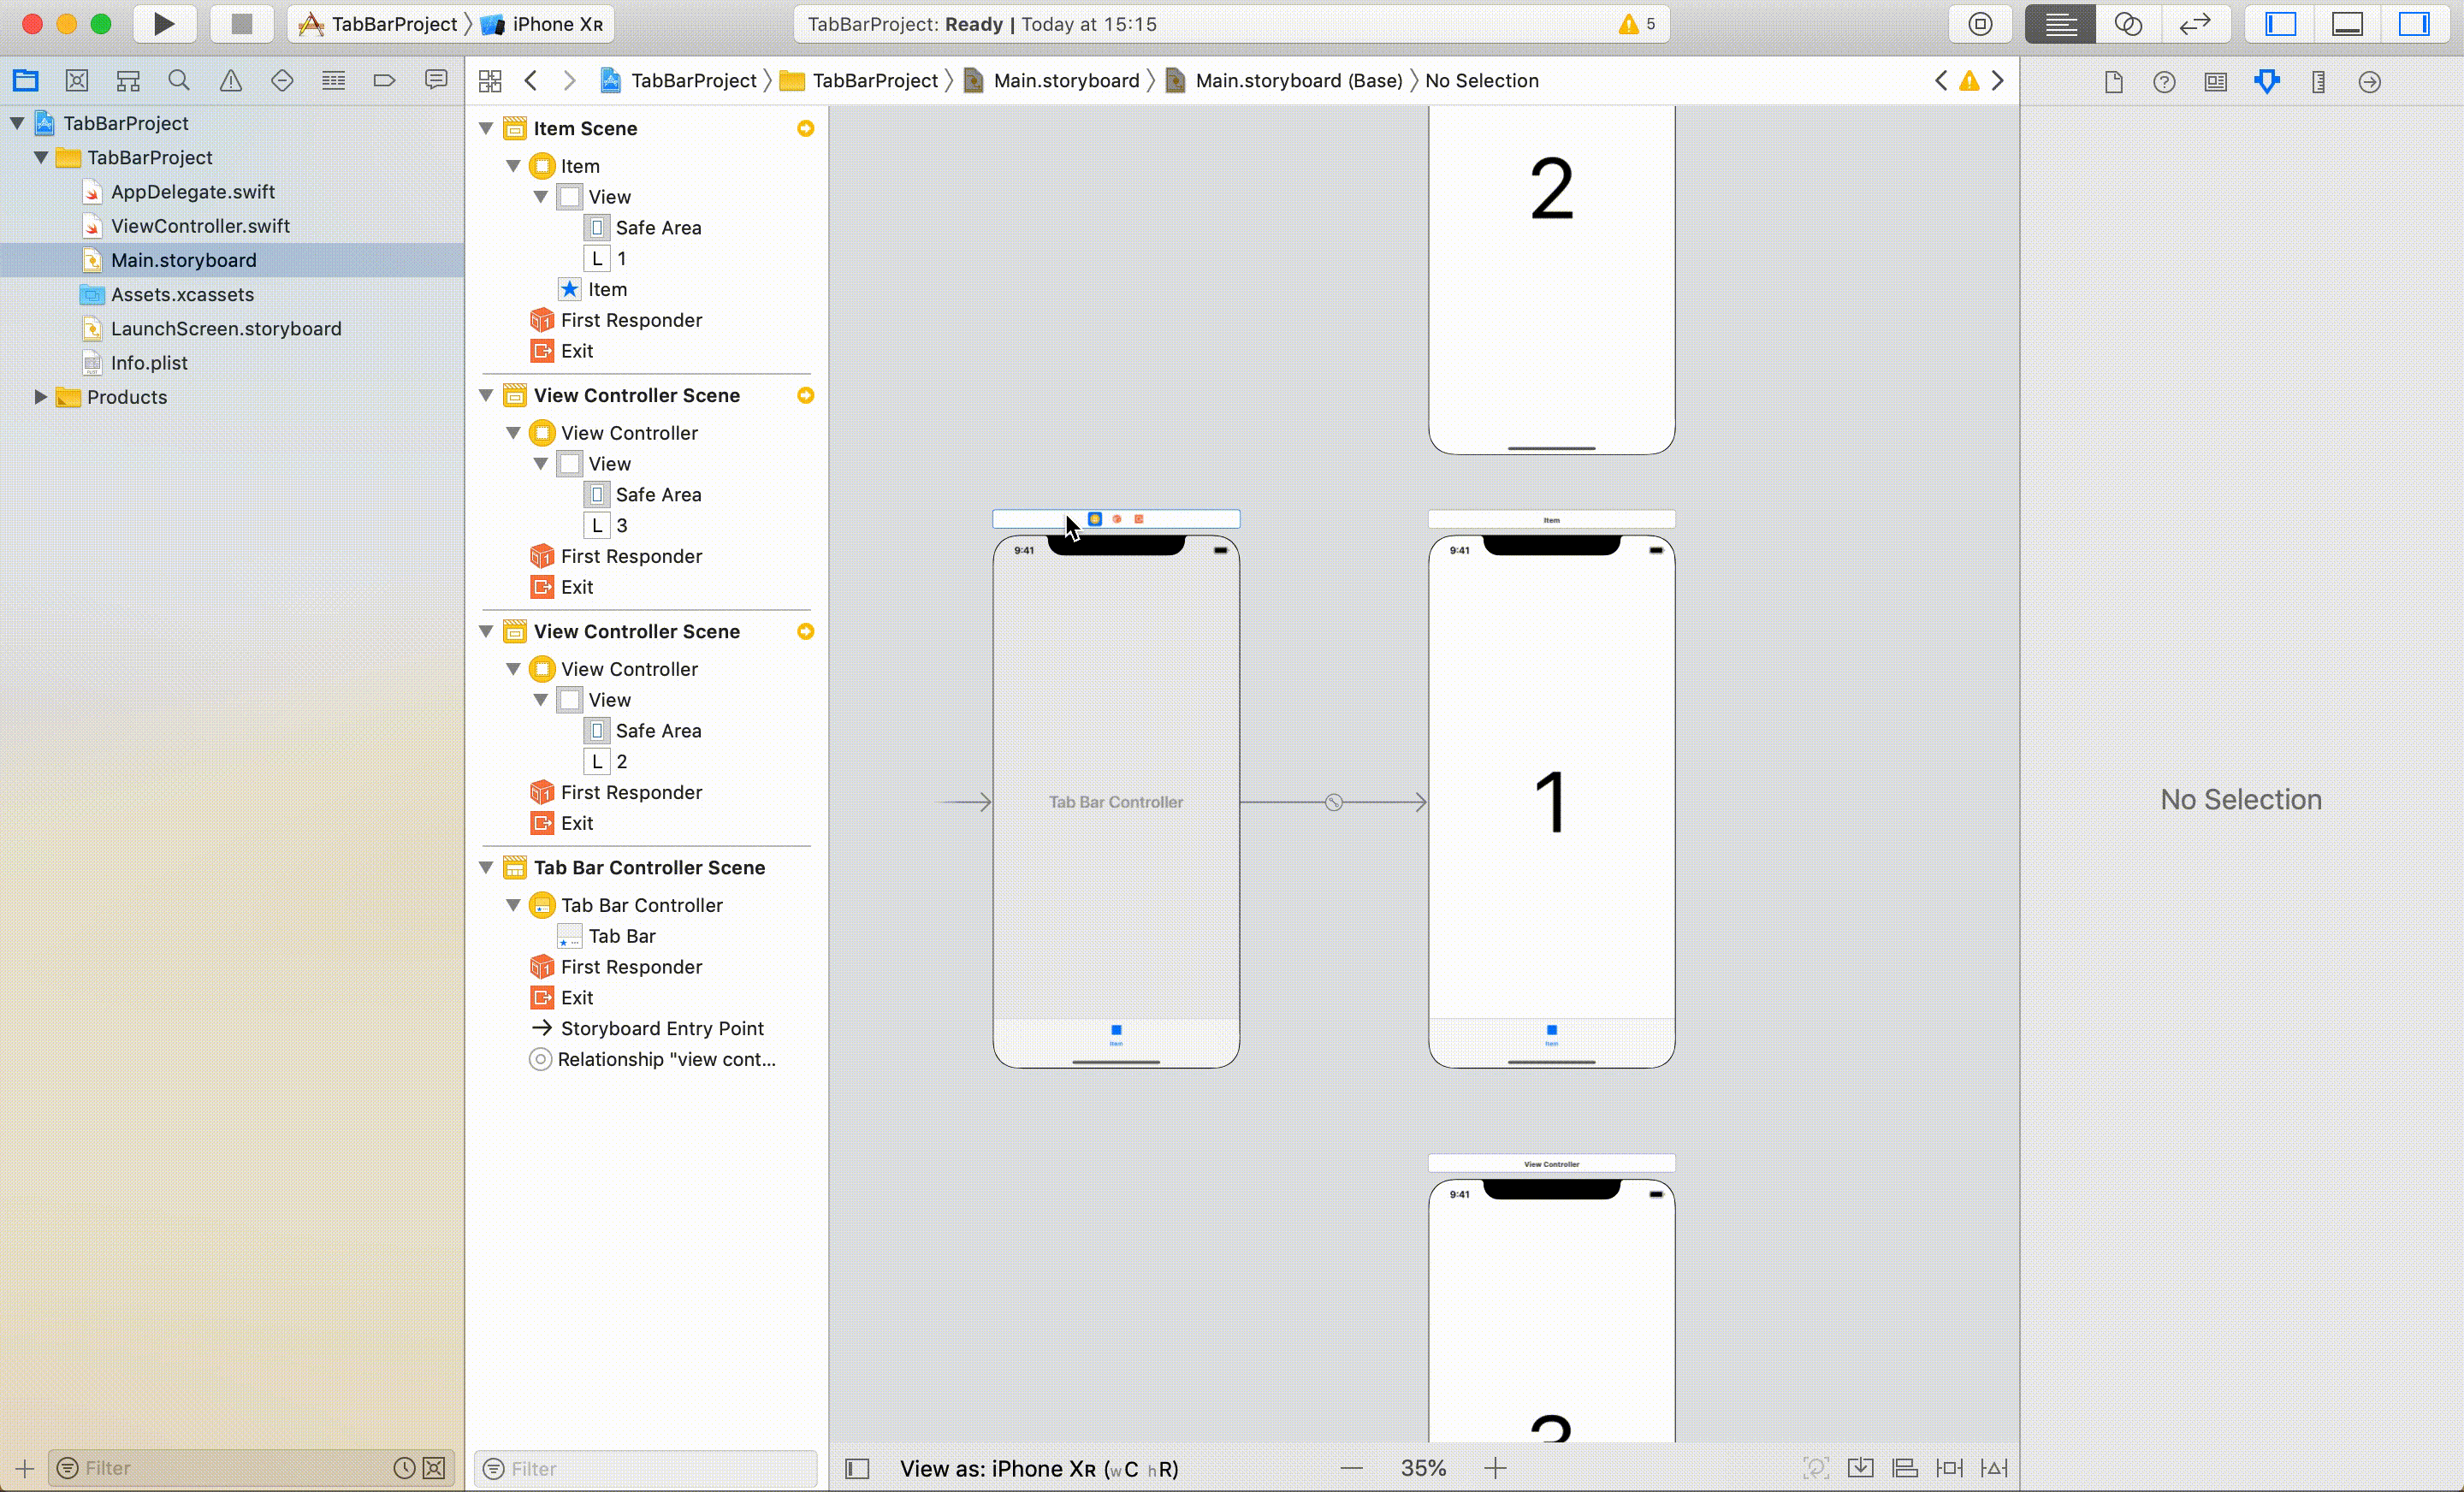 TabBarProject iPhone XR
TabBarProject: Ready | Today at 15:15
5
TabBarProject TabBarProject Main.storyboard Main.storyboard (Base) No Selection
TabBarProject
TabBarProject
AppDelegate.swift
ViewController.swift
Main.storyboard
Assets.xcassets
LaunchScreen.storyboard
Info.plist
Products
Filter
Item Scene
Item
View
Safe Area
L 1
Item
First Responder
Exit
View Controller Scene
View Controller
View
Safe Area
L 3
First Responder
Exit
View Controller Scene
View Controller
View
Safe Area
L 2
First Responder
Exit
Tab Bar Controller Scene
Tab Bar Controller
Tab Bar
First Responder
Exit
Storyboard Entry Point
Relationship "view cont...
Filter
2
9:41
Tab Bar Controller
Item
Item
9:41
1
Item
View Controller
9:41
3
View as: iPhone XR (wC hR)
35%
No Selection